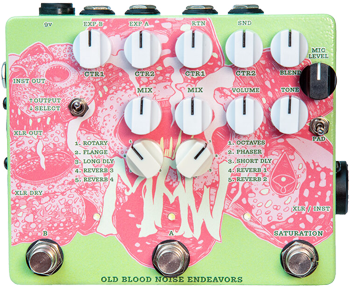 9V EXP B EXP A RTN SND
MIC
LEVEL
INST OUT
CTR1 CTR2 CTR1 CTR2 BLEND
↑OUTPUT
↓SELECT
MIX MIX VOLUME TONE
XLR OUT
PAD
1. ROTARY
2. FLANGE
3. LONG DLY
4. REVERB 3
5. REVERB 4
1. OCTAVES
2. PHASER
3. SHORT DLY
4. REVERB 1
5. REVERB 2
MAW
XLR DRY
XLR / INST
B A SATURATION
OLD BLOOD NOISE ENDEAVORS